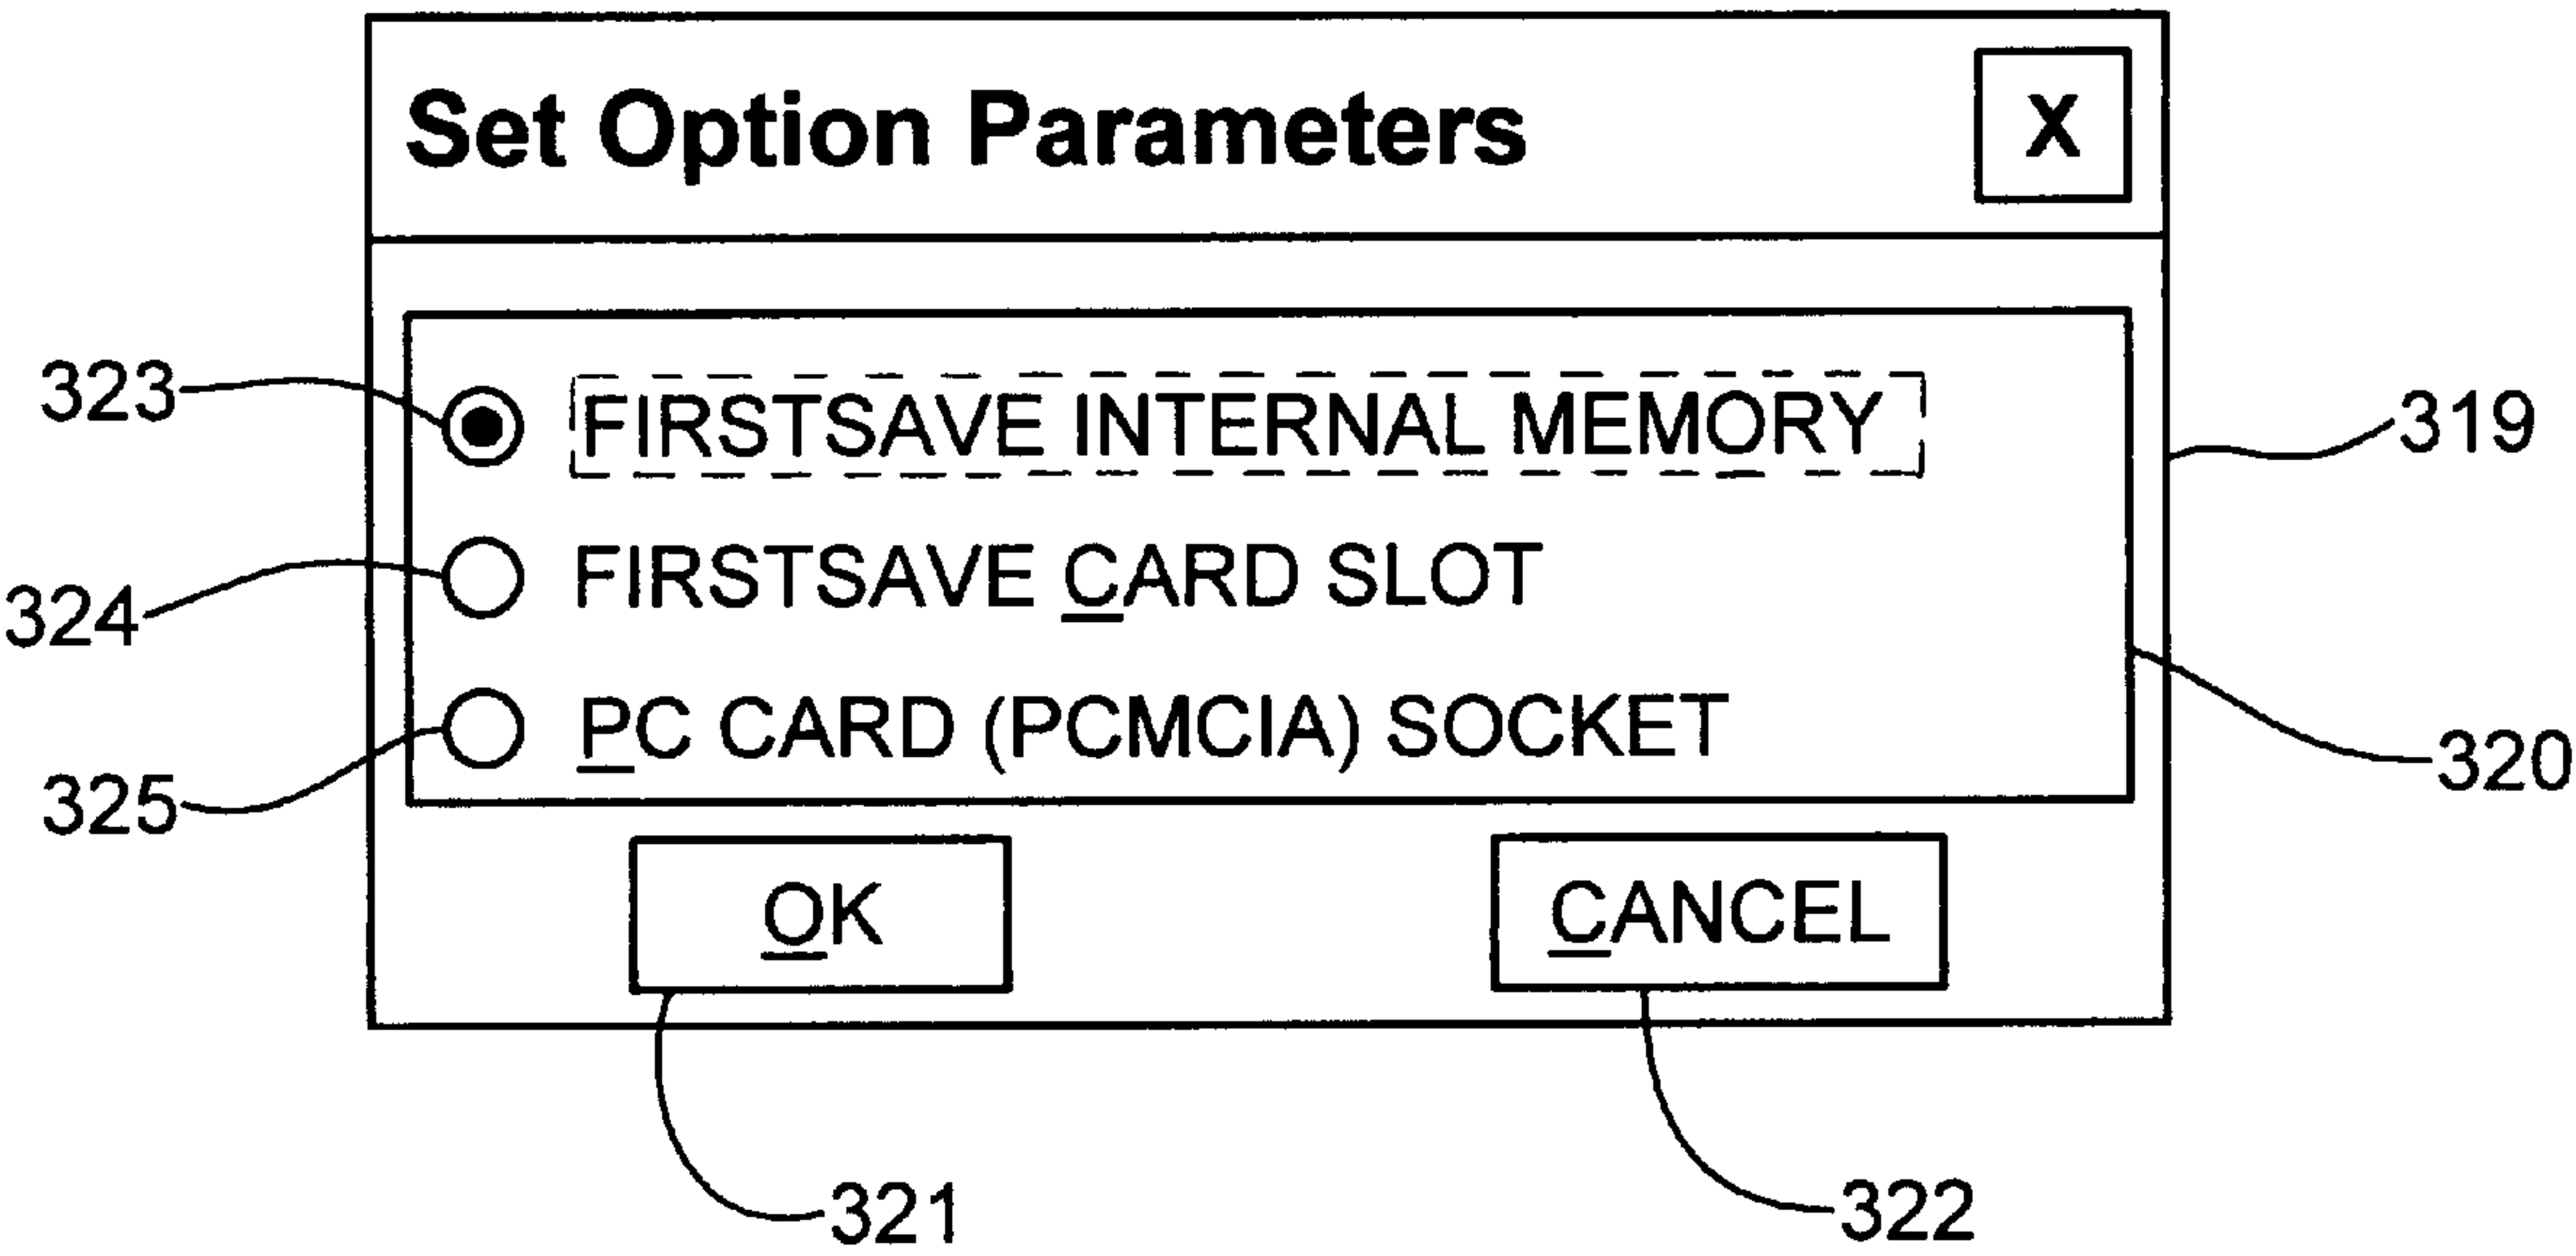 Set Option Parameters X
323 FIRSTSAVE INTERNAL MEMORY 319
324 FIRSTSAVE CARD SLOT
325 PC CARD (PCMCIA) SOCKET 320
OK CANCEL
321 322